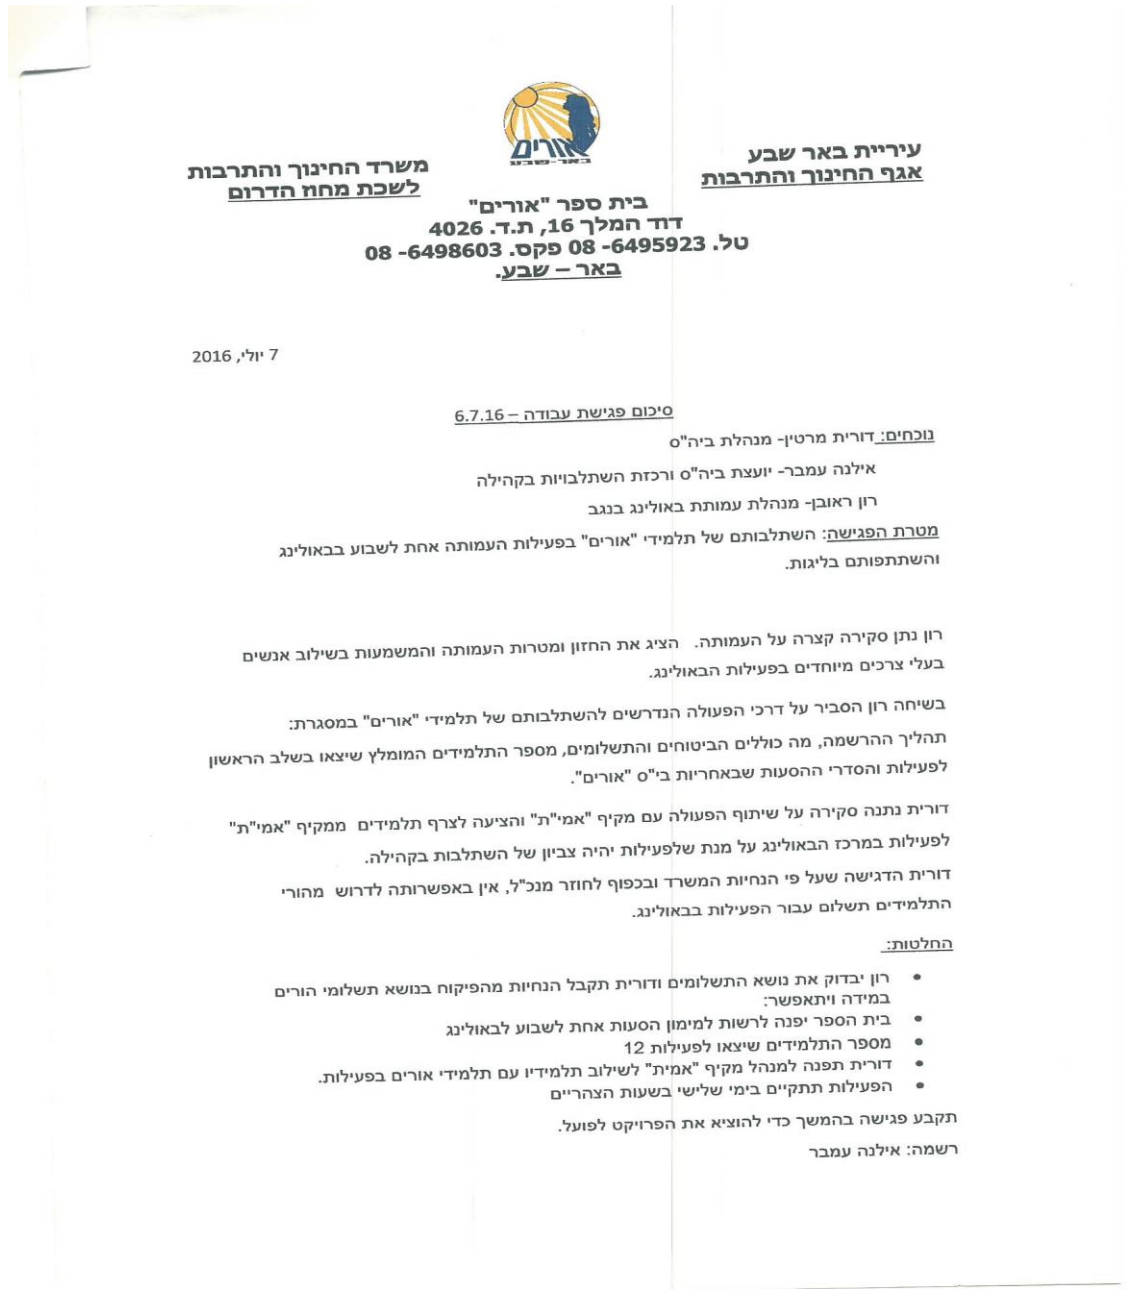 אורים
באר-שבע
עיריית באר שבע
אגף החינוך והתרבות
משרד החינוך והתרבות
לשכת מחוז הדרום
בית ספר "אורים"
דוד המלך 16, ת.ד. 4026
טל. 6495923- 08 פקס. 6498603- 08
באר – שבע.
7 יולי, 2016
סיכום פגישת עבודה – 6.7.16
נוכחים: דורית מרטין- מנהלת ביה"ס
אילנה עמבר- יועצת ביה"ס ורכזת השתלבויות בקהילה
רון ראובן- מנהלת עמותת באולינג בנגב
מטרת הפגישה: השתלבותם של תלמידי "אורים" בפעילות העמותה אחת לשבוע בבאולינג
והשתתפותם בליגות.
רון נתן סקירה קצרה על העמותה. הציג את החזון ומטרות העמותה והמשמעות בשילוב אנשים
בעלי צרכים מיוחדים בפעילות הבאולינג.
בשיחה רון הסביר על דרכי הפעולה הנדרשים להשתלבותם של תלמידי "אורים" במסגרת:
תהליך ההרשמה, מה כוללים הביטוחים והתשלומים, מספר התלמידים המומלץ שיצאו בשלב הראשון
לפעילות והסדרי ההסעות שבאחריות בי"ס "אורים".
דורית נתנה סקירה על שיתוף הפעולה עם מקיף "אמי"ת" והציעה לצרף תלמידים ממקיף "אמי"ת"
לפעילות במרכז הבאולינג על מנת שלפעילות יהיה צביון של השתלבות בקהילה.
דורית הדגישה שעל פי הנחיות המשרד ובכפוף לחוזר מנכ"ל, אין באפשרותה לדרוש מהורי
התלמידים תשלום עבור הפעילות בבאולינג.
החלטות:
• רון יבדוק את נושא התשלומים ודורית תקבל הנחיות מהפיקוח בנושא תשלומי הורים
במידה ויתאפשר:
• בית הספר יפנה לרשות למימון הסעות אחת לשבוע לבאולינג
• מספר התלמידים שיצאו לפעילות 12
• דורית תפנה למנהל מקיף "אמית" לשילוב תלמידיו עם תלמידי אורים בפעילות.
• הפעילות תתקיים בימי שלישי בשעות הצהריים
תקבע פגישה בהמשך כדי להוציא את הפרויקט לפועל.
רשמה: אילנה עמבר